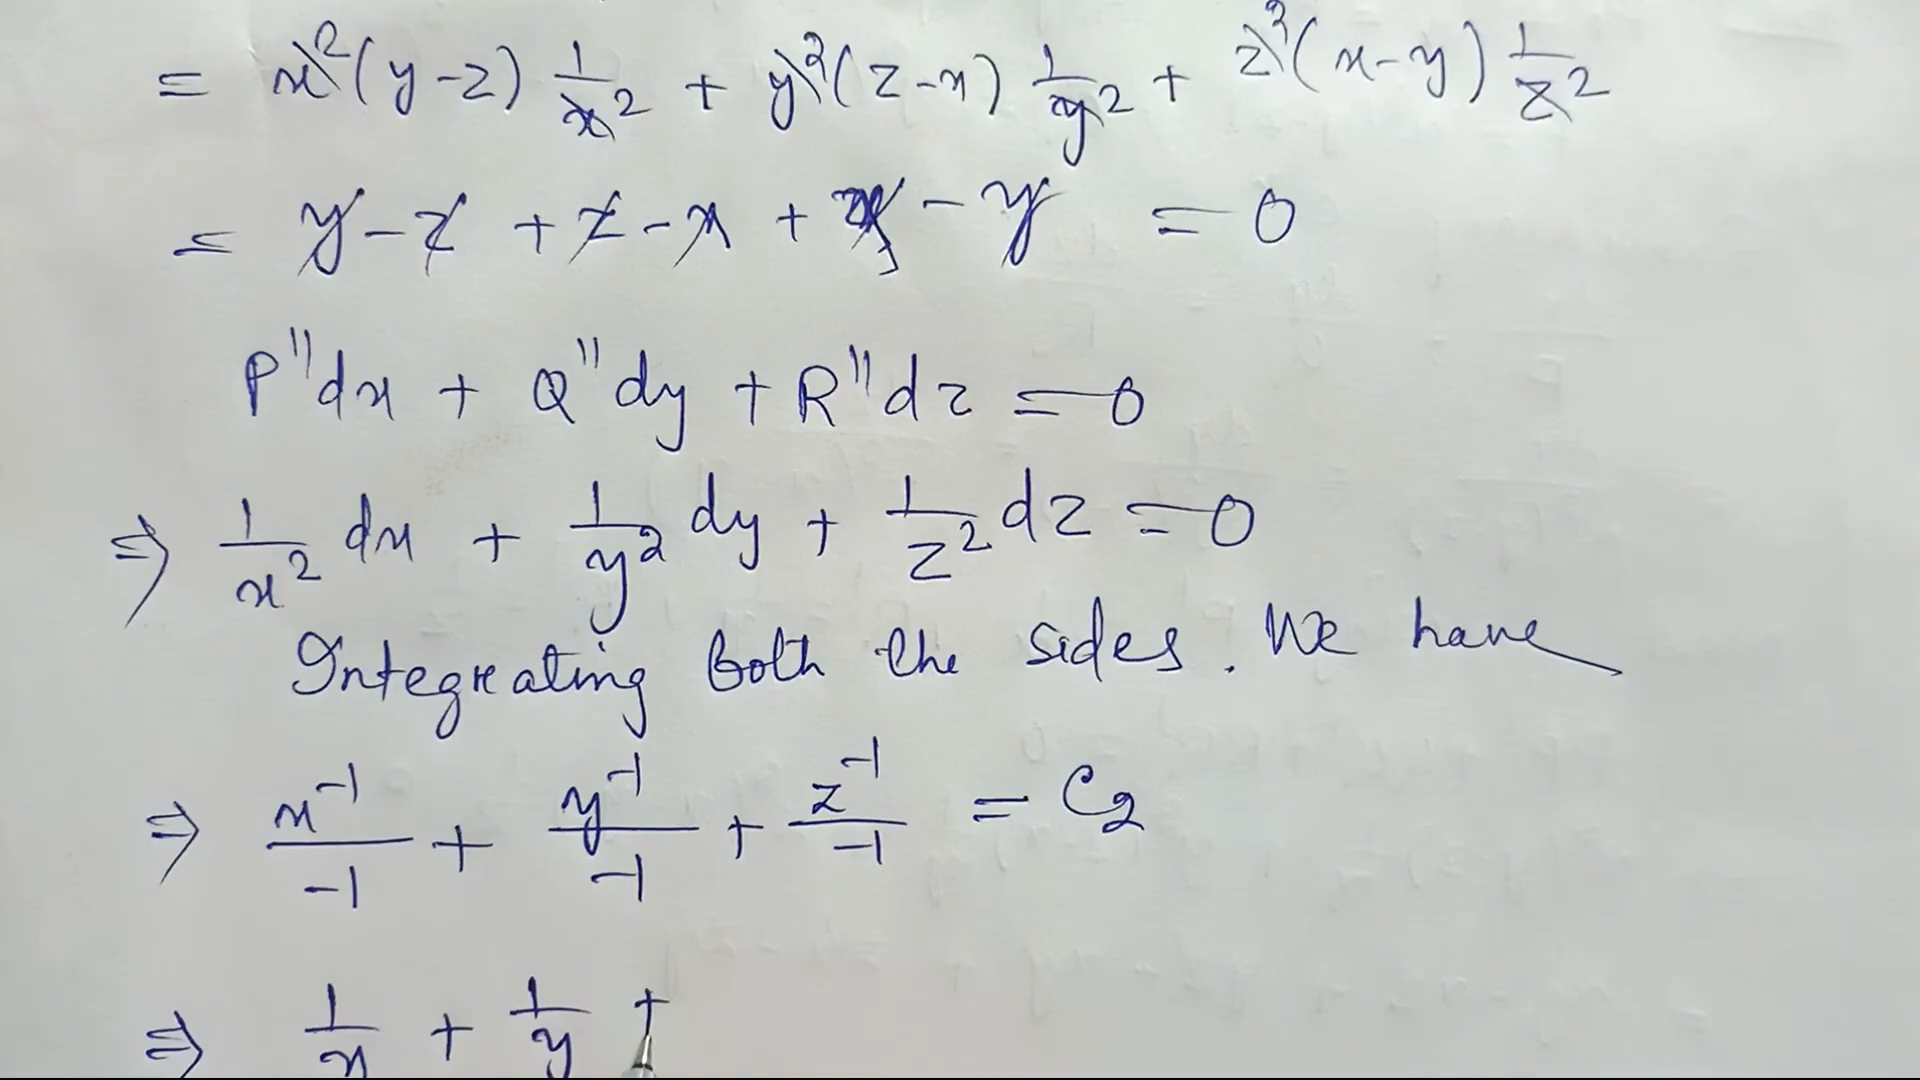 = x²(y-z) 1/x² + y²(z-x) 1/y² + z²(x-y) 1/z²
= y-z + z-x + x-y = 0
P''dx + Q''dy + R''dz = 0
⇒ 1/x² dx + 1/y² dy + 1/z² dz = 0
Integrating both the sides. We have
⇒ x⁻¹/-1 + y⁻¹/-1 + z⁻¹/-1 = C₂
⇒ 1/x + 1/y +